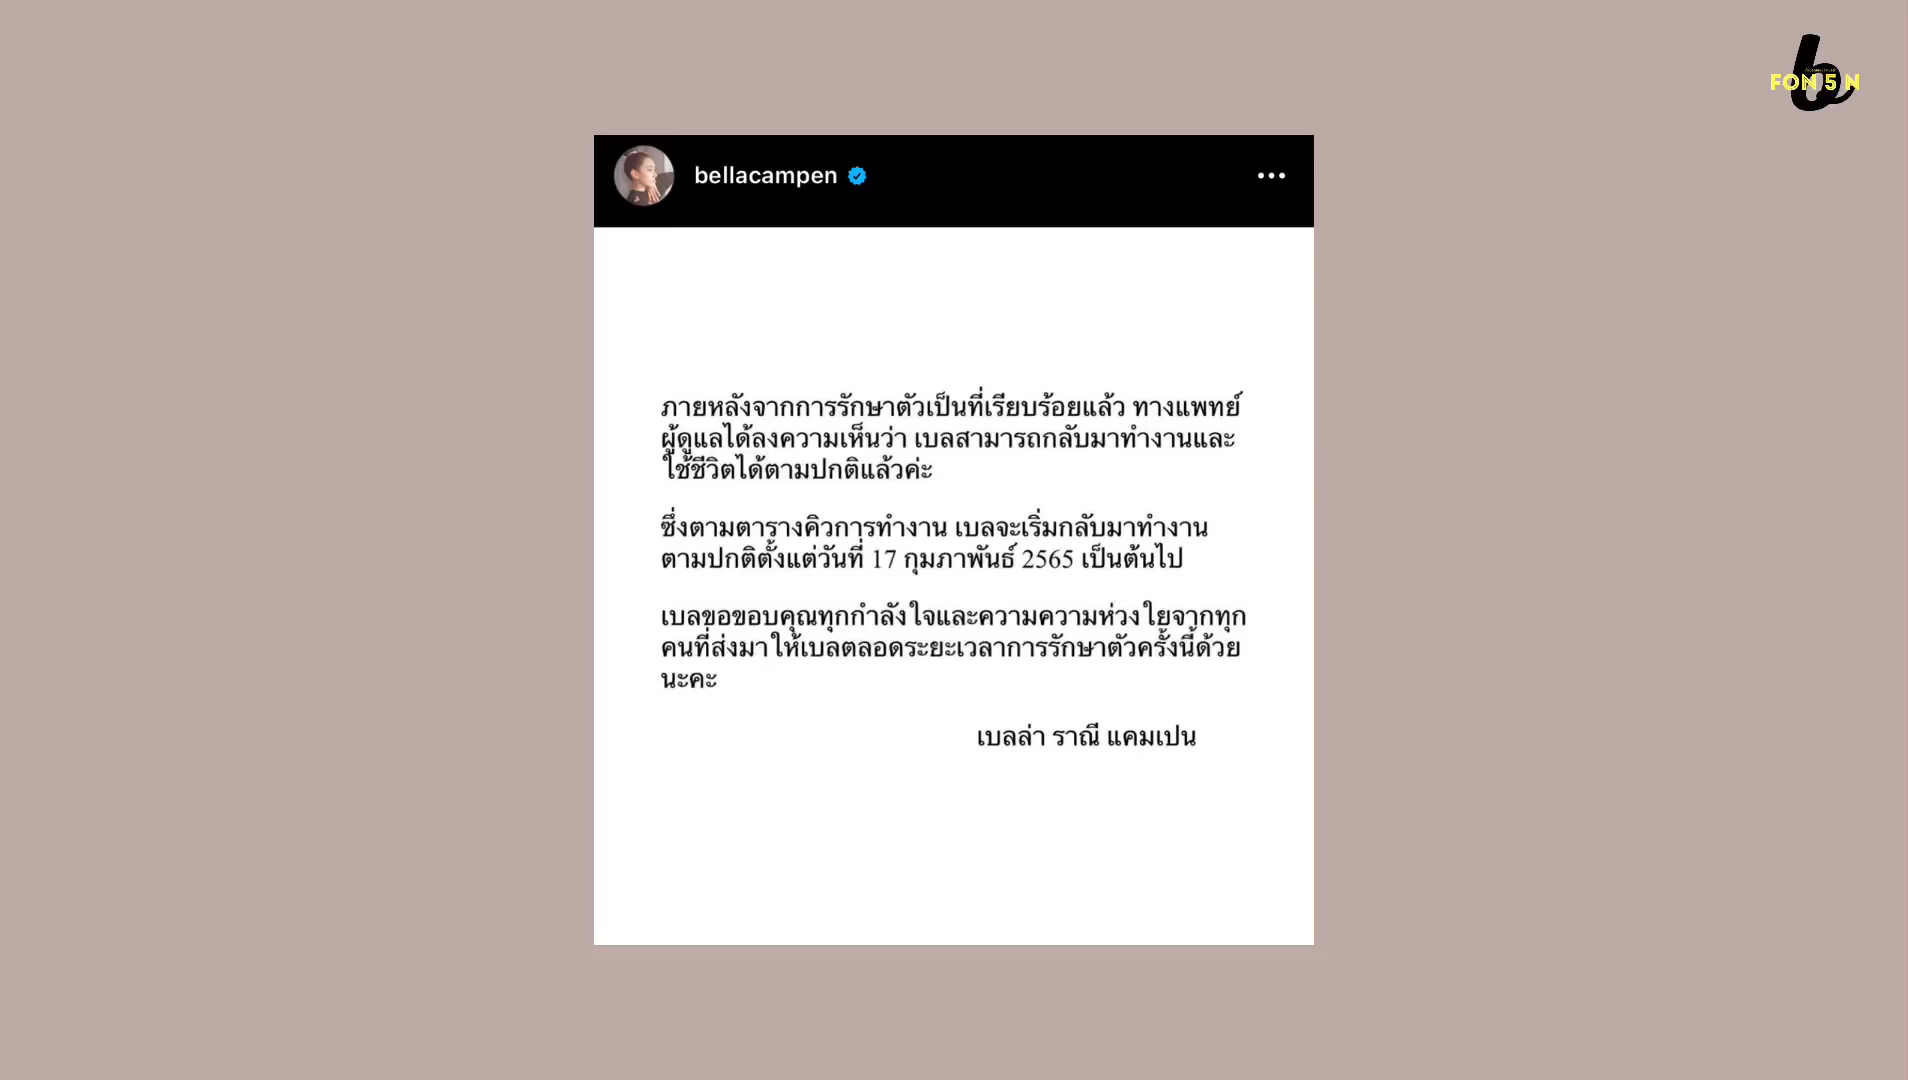 FON 5 N
bellacampen
ภายหลังจากการรักษาตัวเป็นที่เรียบร้อยแล้ว ทางแพทย์
ผู้ดูแลได้ลงความเห็นว่า เบลสามารถกลับมาทำงานและ
ใช้ชีวิตได้ตามปกติแล้วค่ะ
ซึ่งตามตารางคิวการทำงาน เบลจะเริ่มกลับมาทำงาน
ตามปกติตั้งแต่วันที่ 17 กุมภาพันธ์ 2565 เป็นต้นไป
เบลขอขอบคุณทุกกำลังใจและความความห่วงใยจากทุก
คนที่ส่งมาให้เบลตลอดระยะเวลาการรักษาตัวครั้งนี้ด้วย
นะคะ
เบลล่า ราณี แคมเปน